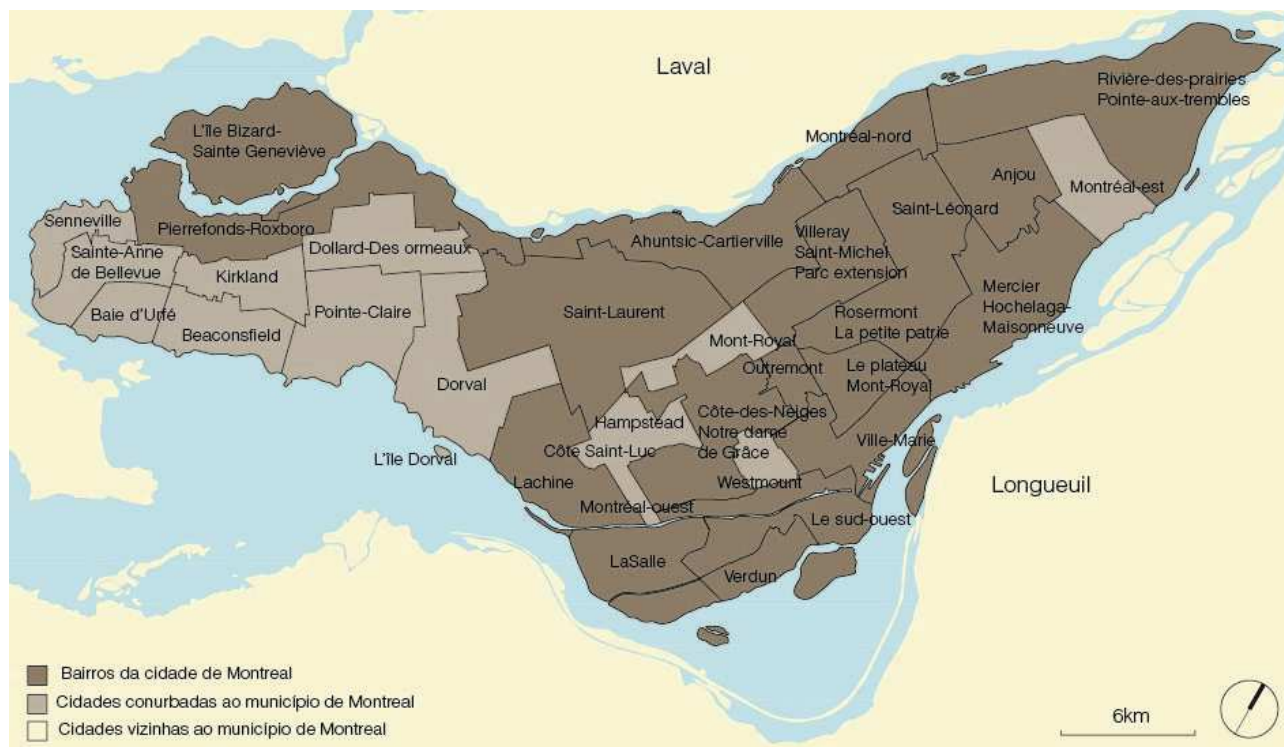 Laval
Rivière-des-prairies
Pointe-aux-trembles
L'île Bizard-
Sainte Geneviève
Montréal-nord
Anjou
Montréal-est
Senneville
Pierrefonds-Roxboro
Saint-Léonard
Sainte-Anne
de Bellevue
Dollard-Des ormeaux
Ahuntsic-Cartierville
Villeray
Saint-Michel
Parc extension
Kirkland
Mercier
Hochelaga-
Maisonneuve
Baie d'Urfé
Pointe-Claire
Saint-Laurent
Rosermont
La petite patrie
Beaconsfield
Mont-Royal
Outremont
Le plateau
Mont-Royal
Dorval
Hampstead
Côte-des-Nèiges
Notre dame
de Grâce
Ville-Marie
L'île Dorval
Côte Saint-Luc
Lachine
Westmount
Longueuil
Montréal-ouest
Le sud-ouest
LaSalle
Verdun
Bairros da cidade de Montreal
Cidades conurbadas ao município de Montreal
Cidades vizinhas ao município de Montreal
6km